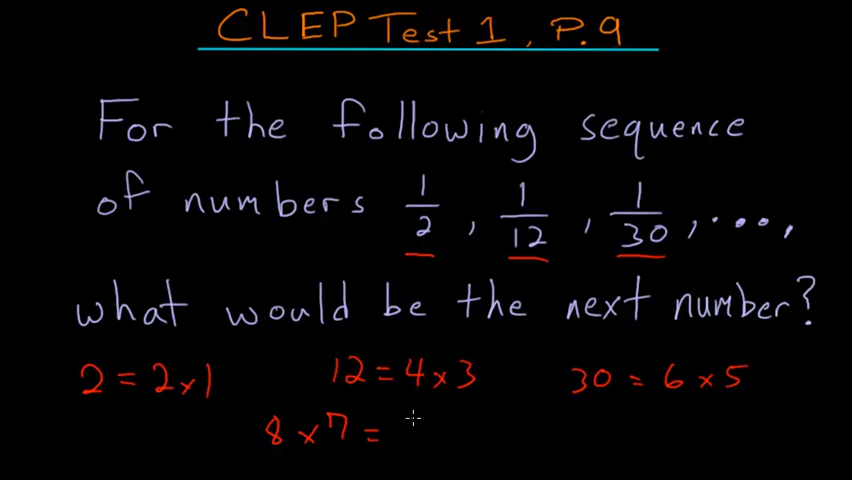 CLEP Test 1, P.9
For the following sequence
of numbers 1/2, 1/12, 1/30, ...,
what would be the next number?
2 = 2 x 1 12 = 4 x 3 30 = 6 x 5
8 x 7 =